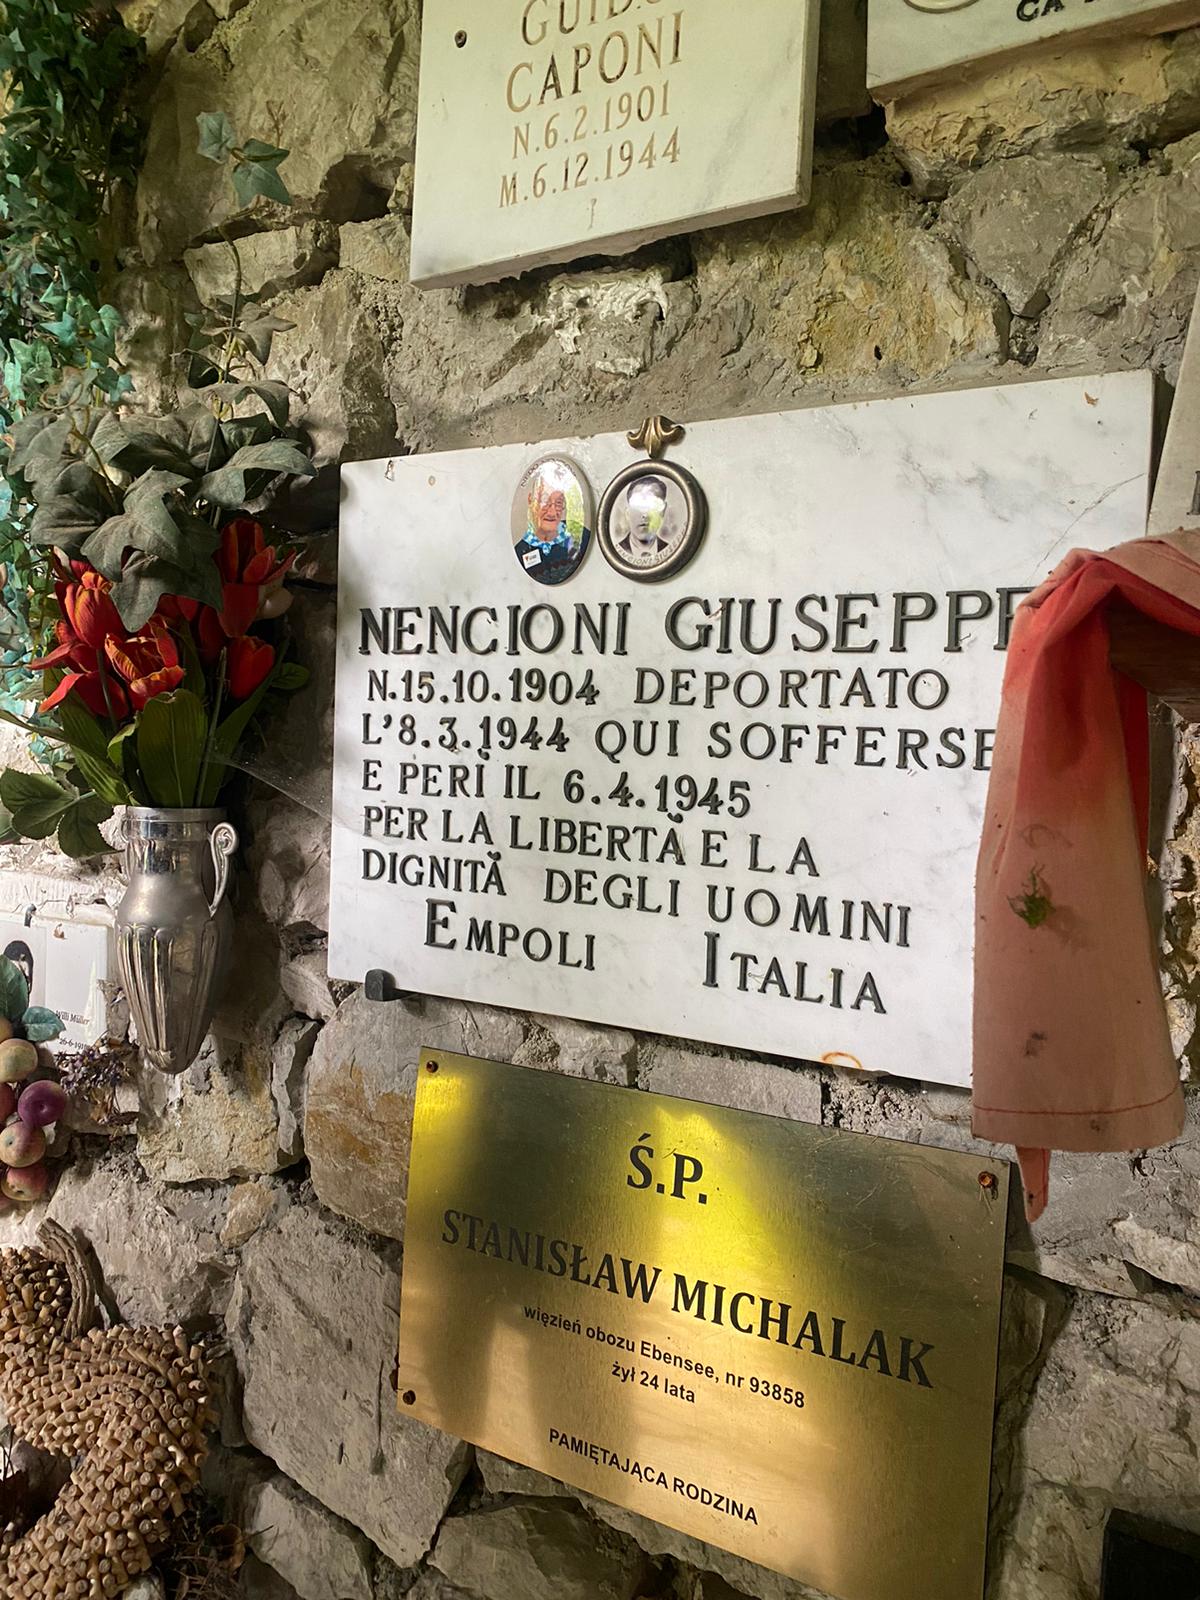 CAPONI
N.6.2.1901
M.6.12.1944
NENCIONI GIUSEPPE
N.15.10.1904 DEPORTATO
L'8.3.1944 QUI SOFFERSE
E PERÌ IL 6.4.1945
PER LA LIBERTÀ E LA
DIGNITÀ DEGLI UOMINI
EMPOLI ITALIA
Willi Müller
Ś.P.
STANISŁAW MICHALAK
więzień obozu Ebensee, nr 93858
żył 24 lata
PAMIĘTAJĄCA RODZINA